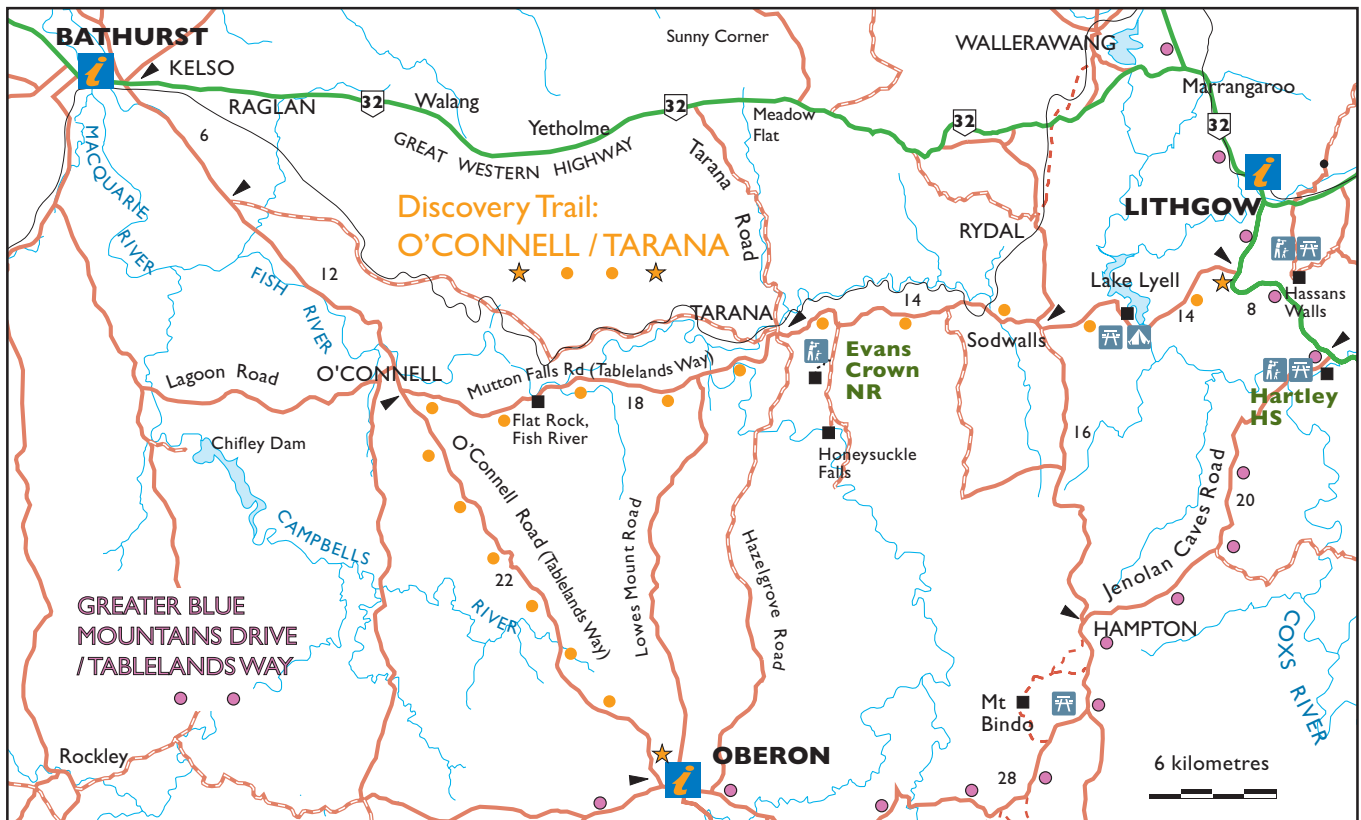 BATHURST
i
KELSO
RAGLAN
32
Walang
Sunny Corner
32
Yetholme
GREAT WESTERN HIGHWAY
Meadow
Flat
32
WALLERAWANG
Marrangaroo
32
i
LITHGOW
MACQUARIE
RIVER
6
Discovery Trail:
O'CONNELL / TARANA
Tarana
Road
RYDAL
Lake Lyell
Hassans
Walls
12
FISH
RIVER
TARANA
14
Sodwalls
14
8
Evans
Crown
NR
Hartley
HS
Lagoon Road
O'CONNELL
Mutton Falls Rd (Tablelands Way)
18
Flat Rock,
Fish River
Honeysuckle
Falls
16
20
Chifley Dam
CAMPBELLS
RIVER
O'Connell Road (Tablelands Way)
22
Lowes Mount Road
Hazelgrove Road
Jenolan Caves Road
HAMPTON
COXS
RIVER
GREATER BLUE
MOUNTAINS DRIVE
/ TABLELANDS WAY
Mt
Bindo
Rockley
i
OBERON
28
6 kilometres